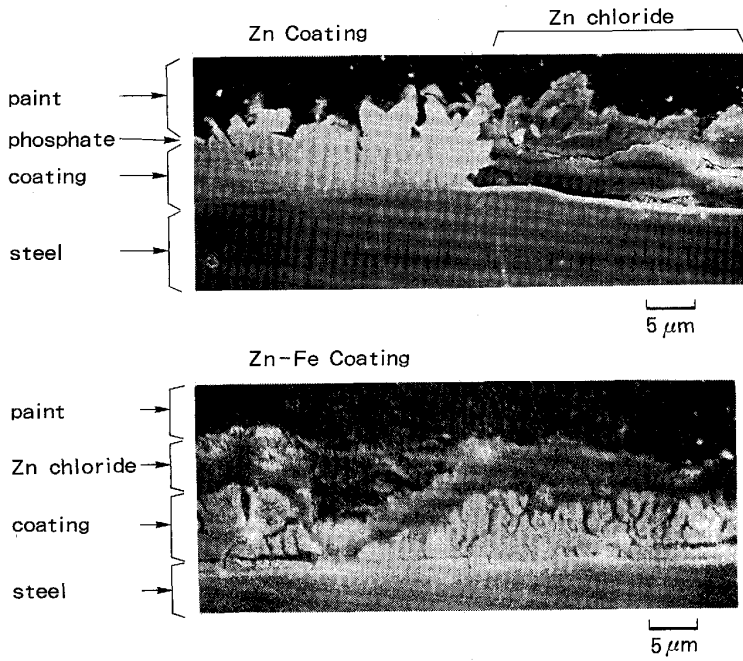 Zn Coating
Zn chloride
paint
phosphate
coating
steel
5 μm
Zn-Fe Coating
paint
Zn chloride
coating
steel
5 μm